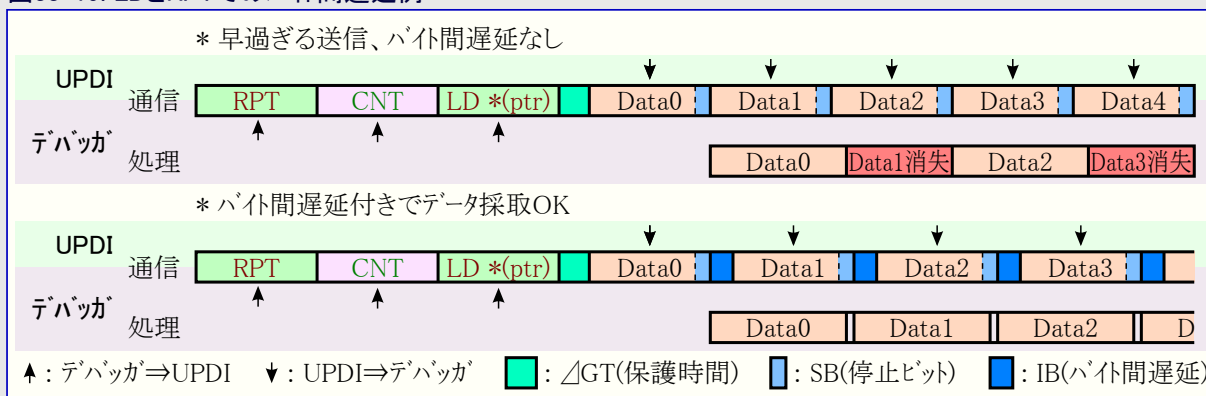 * 早過ぎる送信、バイト間遅延なし
UPDI
通信 RPT CNT LD *(ptr) Data0 Data1 Data2 Data3 Data4
デバッガ
処理 Data0 Data1消失 Data2 Data3消失
* バイト間遅延付きでデータ採取OK
UPDI
通信 RPT CNT LD *(ptr) Data0 Data1 Data2 Data3
デバッガ
処理 Data0 Data1 Data2 D
↑ : デバッガ⇒UPDI ↓ : UPDI⇒デバッガ : ⊿GT(保護時間) : SB(停止ビット) : IB(バイト間遅延)